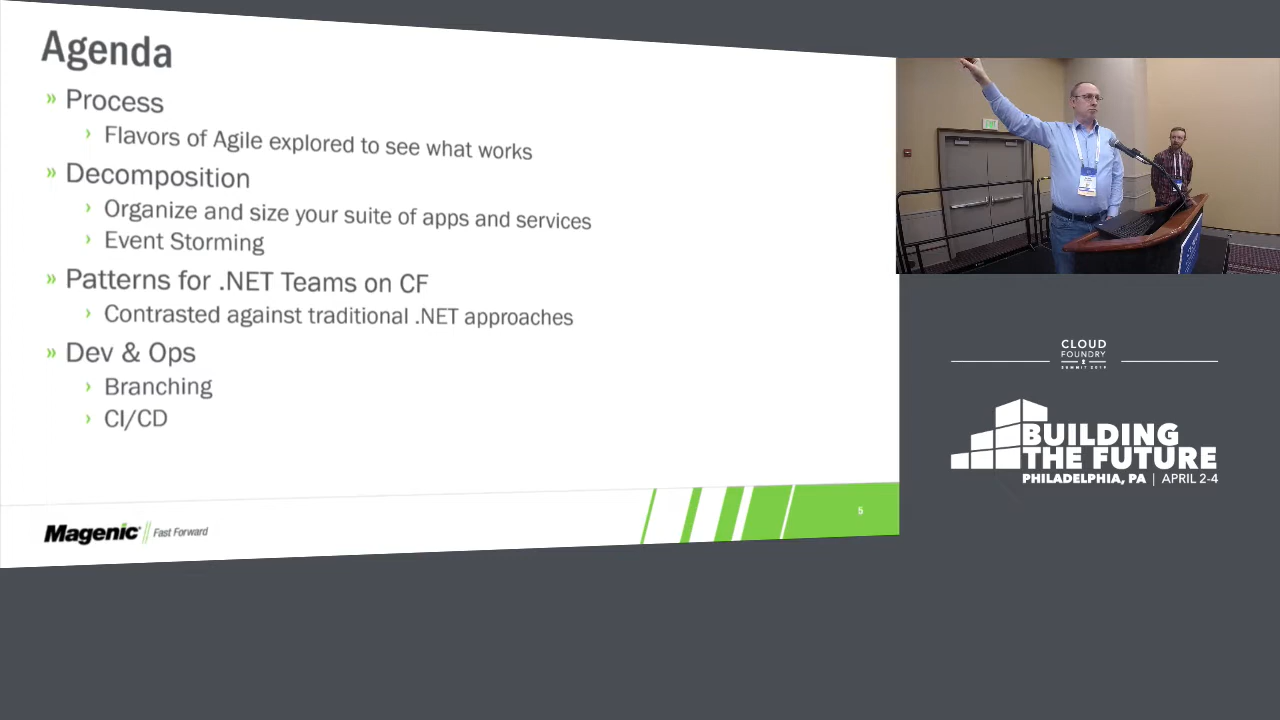 Agenda
» Process
› Flavors of Agile explored to see what works
» Decomposition
› Organize and size your suite of apps and services
› Event Storming
» Patterns for .NET Teams on CF
› Contrasted against traditional .NET approaches
» Dev & Ops
› Branching
› CI/CD
Magenic® Fast Forward
5
CLOUD
FOUNDRY
SUMMIT 2019
BUILDING
THE FUTURE
PHILADELPHIA, PA | APRIL 2-4